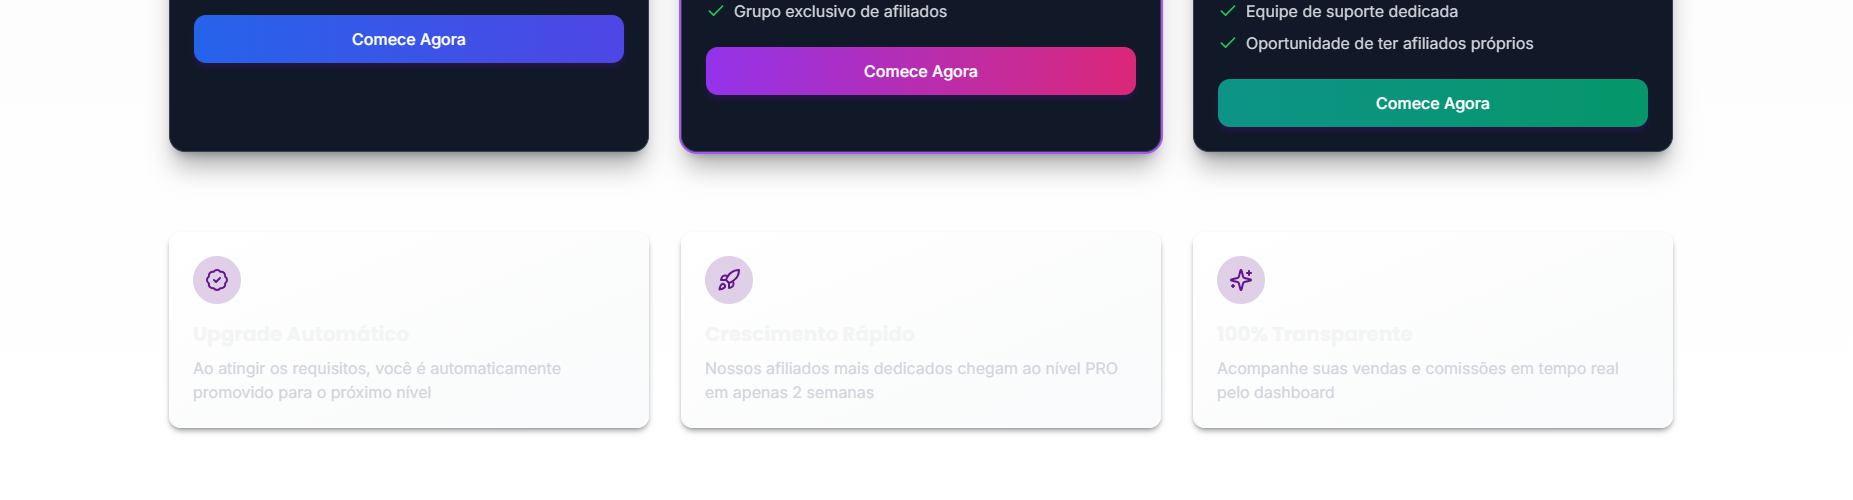 Comece Agora
Grupo exclusivo de afiliados
Comece Agora
Equipe de suporte dedicada
Oportunidade de ter afiliados próprios
Comece Agora
Upgrade Automático
Ao atingir os requisitos, você é automaticamente
promovido para o próximo nível
Crescimento Rápido
Nossos afiliados mais dedicados chegam ao nível PRO
em apenas 2 semanas
100% Transparente
Acompanhe suas vendas e comissões em tempo real
pelo dashboard